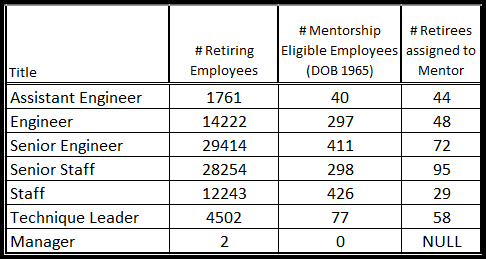 Title # Retiring Employees # Mentorship Eligible Employees (DOB 1965) # Retirees assigned to Mentor
Assistant Engineer 1761 40 44
Engineer 14222 297 48
Senior Engineer 29414 411 72
Senior Staff 28254 298 95
Staff 12243 426 29
Technique Leader 4502 77 58
Manager 2 0 NULL